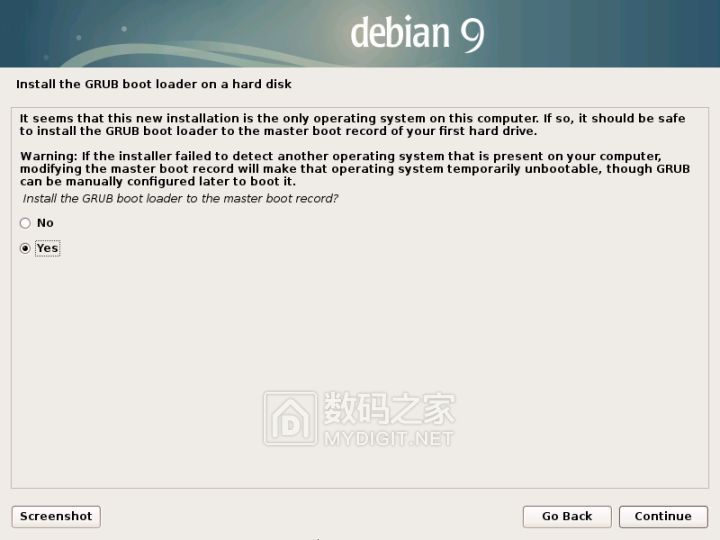 debian 9
Install the GRUB boot loader on a hard disk
It seems that this new installation is the only operating system on this computer. If so, it should be safe
to install the GRUB boot loader to the master boot record of your first hard drive.
Warning: If the installer failed to detect another operating system that is present on your computer,
modifying the master boot record will make that operating system temporarily unbootable, though GRUB
can be manually configured later to boot it.
Install the GRUB boot loader to the master boot record?
No
Yes
数码之家
MYDIGIT.NET
Screenshot
Go Back
Continue